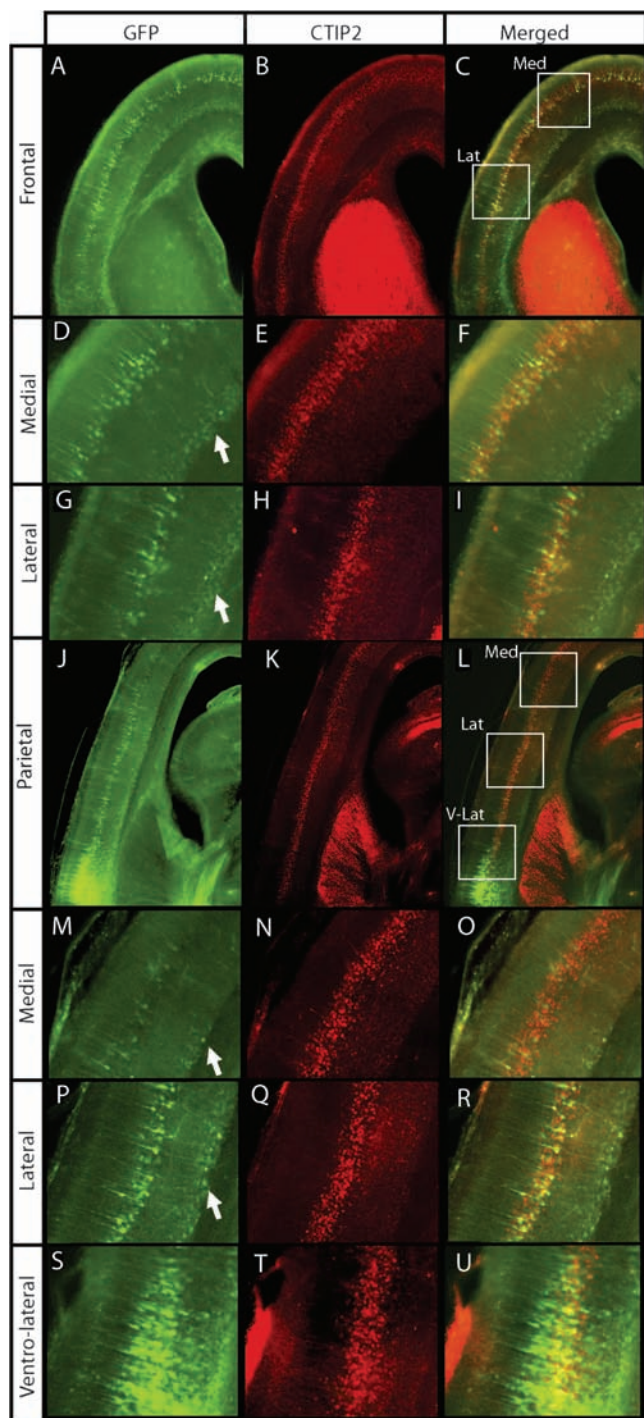 GFP CTIP2 Merged
Frontal
A B C
Med
Lat
Medial
D E F
Lateral
G H I
Parietal
J K L
Med
Lat
V-Lat
Medial
M N O
Lateral
P Q R
Ventro-lateral
S T U